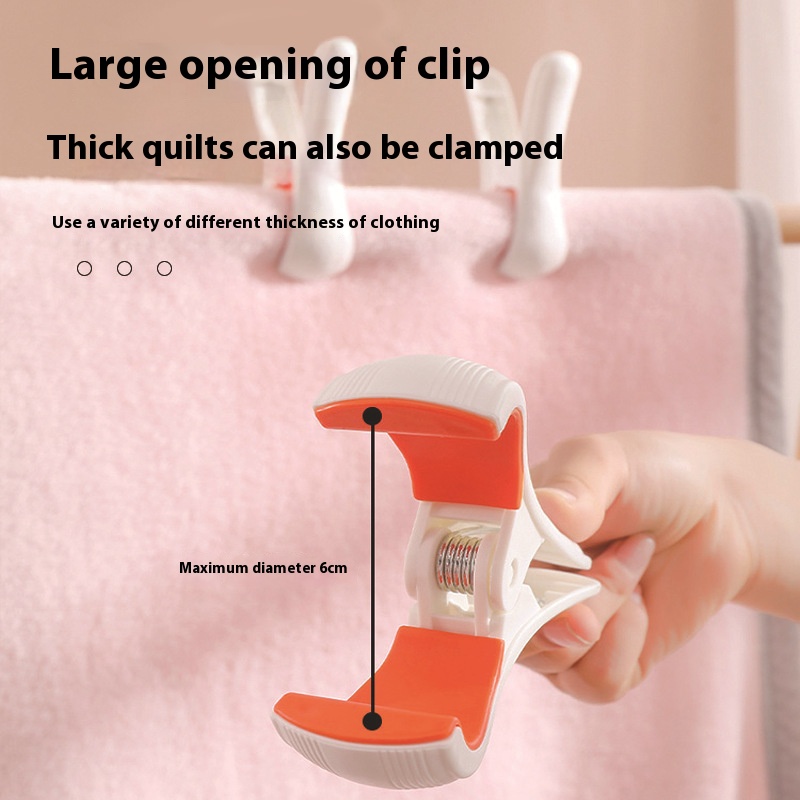 Large opening of clip
Thick quilts can also be clamped
Use a variety of different thickness of clothing
Maximum diameter 6cm